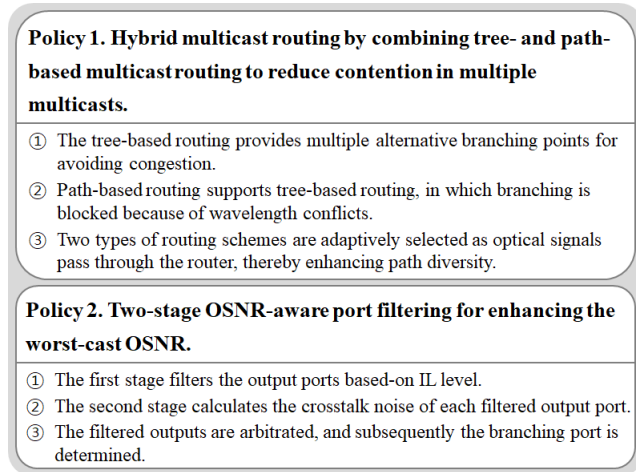 Policy 1. Hybrid multicast routing by combining tree- and path-
based multicast routing to reduce contention in multiple
multicasts.
① The tree-based routing provides multiple alternative branching points for
avoiding congestion.
② Path-based routing supports tree-based routing, in which branching is
blocked because of wavelength conflicts.
③ Two types of routing schemes are adaptively selected as optical signals
pass through the router, thereby enhancing path diversity.
Policy 2. Two-stage OSNR-aware port filtering for enhancing the
worst-cast OSNR.
① The first stage filters the output ports based-on IL level.
② The second stage calculates the crosstalk noise of each filtered output port.
③ The filtered outputs are arbitrated, and subsequently the branching port is
determined.